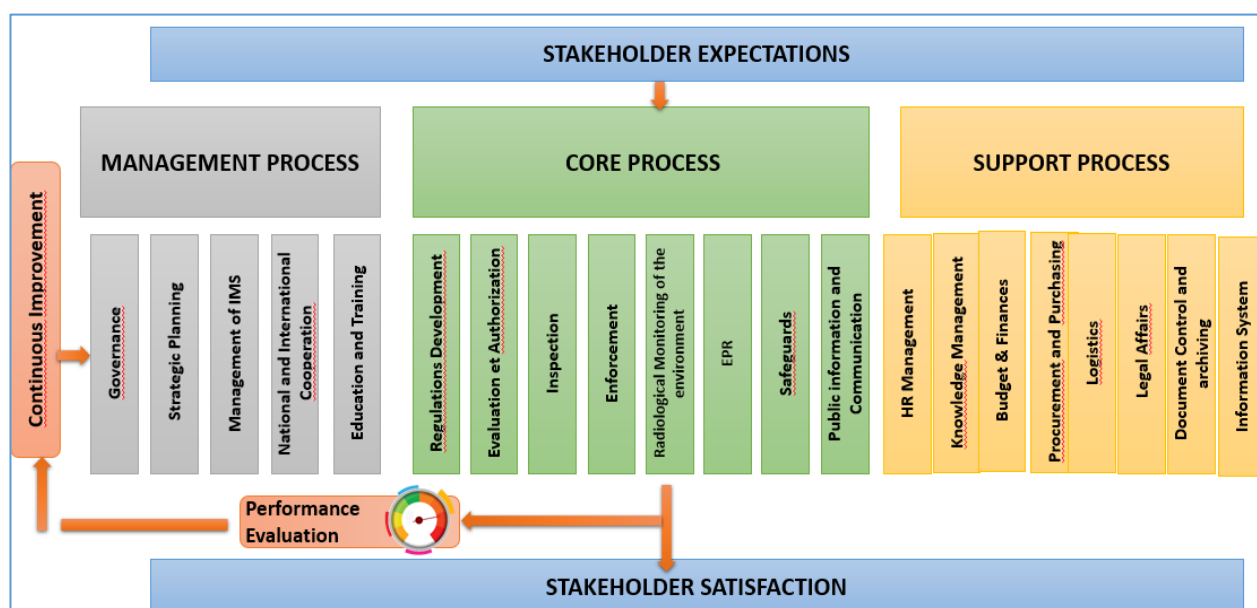 STAKEHOLDER EXPECTATIONS
MANAGEMENT PROCESS
CORE PROCESS
SUPPORT PROCESS
Continuous Improvement
Governance
Strategic Planning
Management of IMS
National and International
Cooperation
Education and Training
Regulations Development
Evaluation et Authorization
Inspection
Enforcement
Radiological Monitoring of the
environment
EPR
Safeguards
Public information and
Communication
HR Management
Knowledge Management
Budget & Finances
Procurement and Purchasing
Logistics
Legal Affairs
Document Control and
archiving
Information System
Performance
Evaluation
STAKEHOLDER SATISFACTION